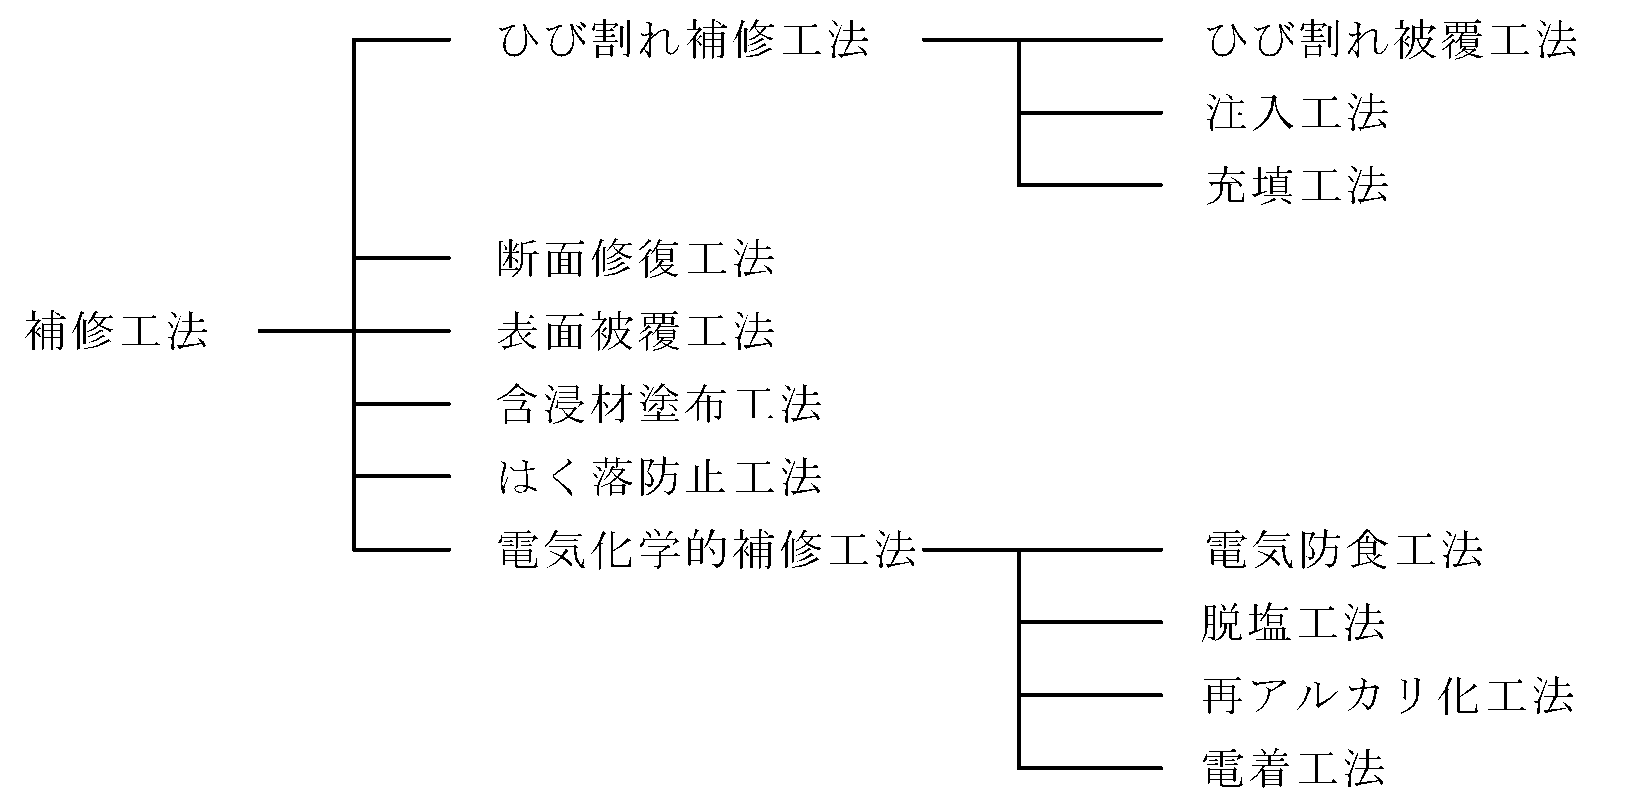 ひび割れ補修工法 ひび割れ被覆工法
注入工法
充填工法
断面修復工法
補修工法 表面被覆工法
含浸材塗布工法
はく落防止工法
電気化学的補修工法 電気防食工法
脱塩工法
再アルカリ化工法
電着工法